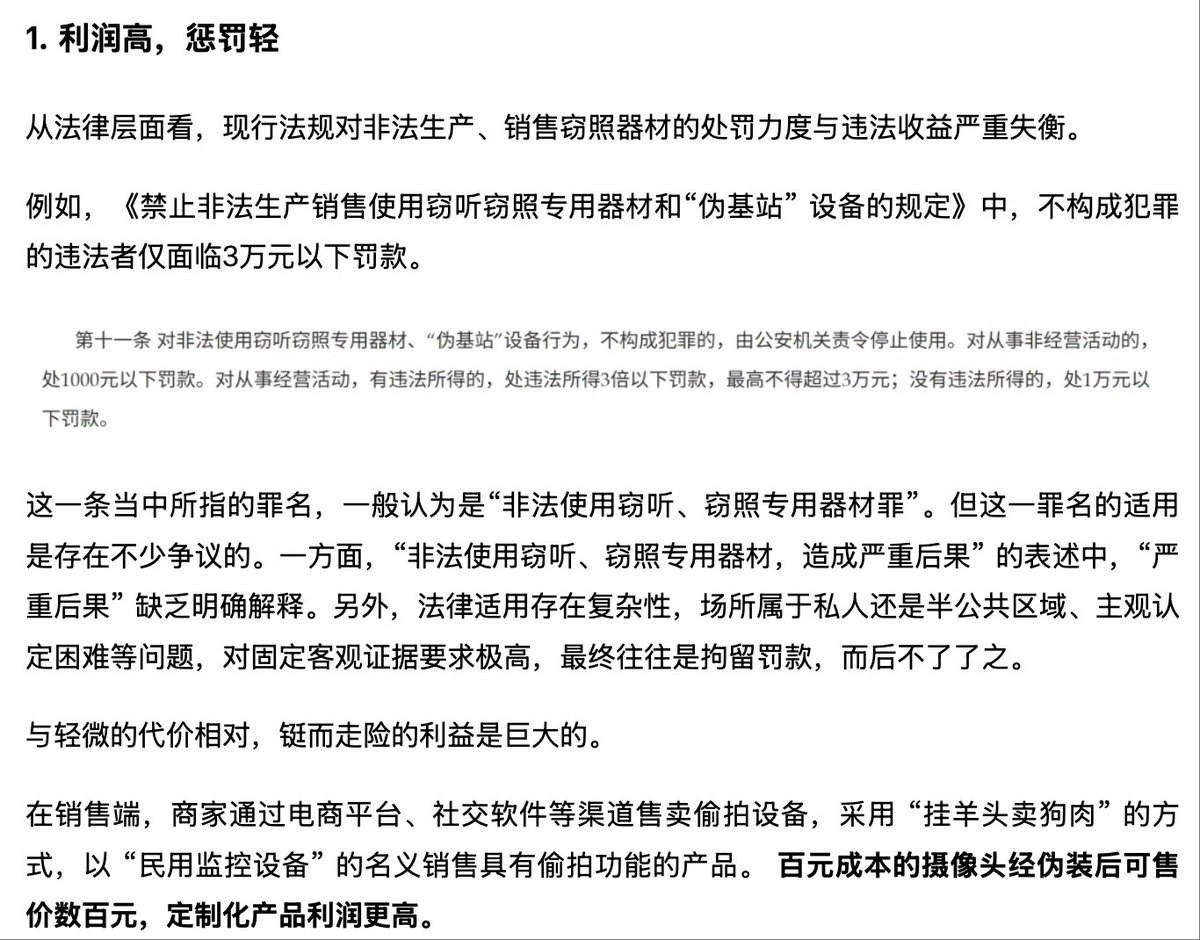 1. 利润高，惩罚轻
从法律层面看，现行法规对非法生产、销售窃照器材的处罚力度与违法收益严重失衡。
例如，《禁止非法生产销售使用窃听窃照专用器材和“伪基站” 设备的规定》中，不构成犯罪
的违法者仅面临3万元以下罚款。
第十一条 对非法使用窃听窃照专用器材、“伪基站”设备行为，不构成犯罪的，由公安机关责令停止使用。对从事非经营活动的，
处1000元以下罚款。对从事经营活动，有违法所得的，处违法所得3倍以下罚款，最高不得超过3万元；没有违法所得的，处1万元以
下罚款。
这一条当中所指的罪名，一般认为是“非法使用窃听、窃照专用器材罪”。但这一罪名的适用
是存在不少争议的。一方面，“非法使用窃听、窃照专用器材，造成严重后果” 的表述中，“严
重后果” 缺乏明确解释。另外，法律适用存在复杂性，场所属于私人还是半公共区域、主观认
定困难等问题，对固定客观证据要求极高，最终往往是拘留罚款，而后不了了之。
与轻微的代价相对，铤而走险的利益是巨大的。
在销售端，商家通过电商平台、社交软件等渠道售卖偷拍设备，采用 “挂羊头卖狗肉” 的方
式，以 “民用监控设备” 的名义销售具有偷拍功能的产品。 百元成本的摄像头经伪装后可售
价数百元，定制化产品利润更高。